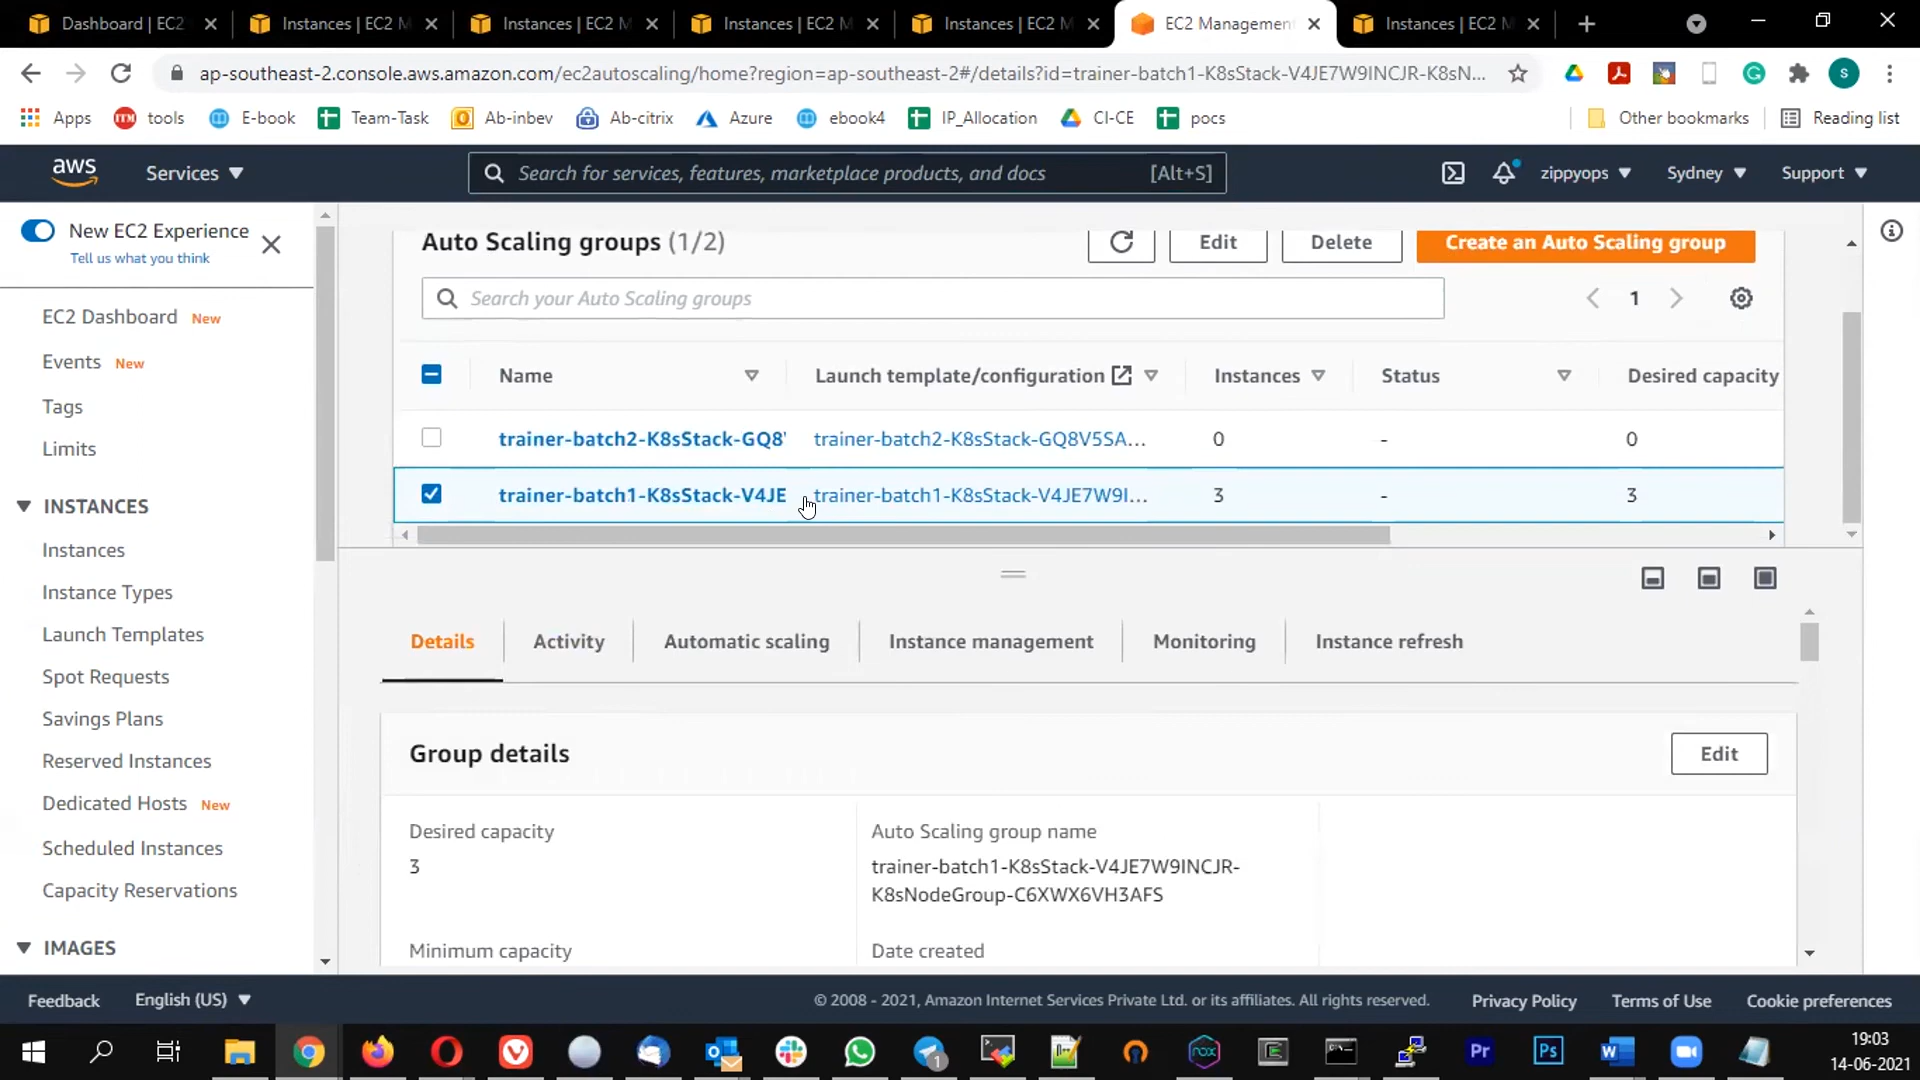 Dashboard | EC2
Instances | EC2 M
Instances | EC2 M
Instances | EC2 M
Instances | EC2 M
EC2 Managemen
Instances | EC2 M
ap-southeast-2.console.aws.amazon.com/ec2autoscaling/home?region=ap-southeast-2#/details?id=trainer-batch1-K8sStack-V4JE7W9INCJR-K8sN...
S
Apps
tools
E-book
Team-Task
Ab-inbev
Ab-citrix
Azure
ebook4
IP_Allocation
CI-CE
pocs
Other bookmarks
Reading list
aws
Services
Search for services, features, marketplace products, and docs
[Alt+S]
zippyops
Sydney
Support
New EC2 Experience
Tell us what you think
EC2 Dashboard New
Events New
Tags
Limits
INSTANCES
Instances
Instance Types
Launch Templates
Spot Requests
Savings Plans
Reserved Instances
Dedicated Hosts New
Scheduled Instances
Capacity Reservations
IMAGES
Auto Scaling groups (1/2)
Edit
Delete
Create an Auto Scaling group
Search your Auto Scaling groups
1
Name
Launch template/configuration
Instances
Status
Desired capacity
trainer-batch2-K8sStack-GQ8
trainer-batch2-K8sStack-GQ8V5SA...
0
-
0
trainer-batch1-K8sStack-V4JE
trainer-batch1-K8sStack-V4JE7W9I...
3
-
3
Details
Activity
Automatic scaling
Instance management
Monitoring
Instance refresh
Group details
Edit
Desired capacity
3
Auto Scaling group name
trainer-batch1-K8sStack-V4JE7W9INCJR-
K8sNodeGroup-C6XWX6VH3AFS
Minimum capacity
Date created
Feedback
English (US)
© 2008 - 2021, Amazon Internet Services Private Ltd. or its affiliates. All rights reserved.
Privacy Policy
Terms of Use
Cookie preferences
1
nox
Pr
Ps
W
19:03
14-06-2021